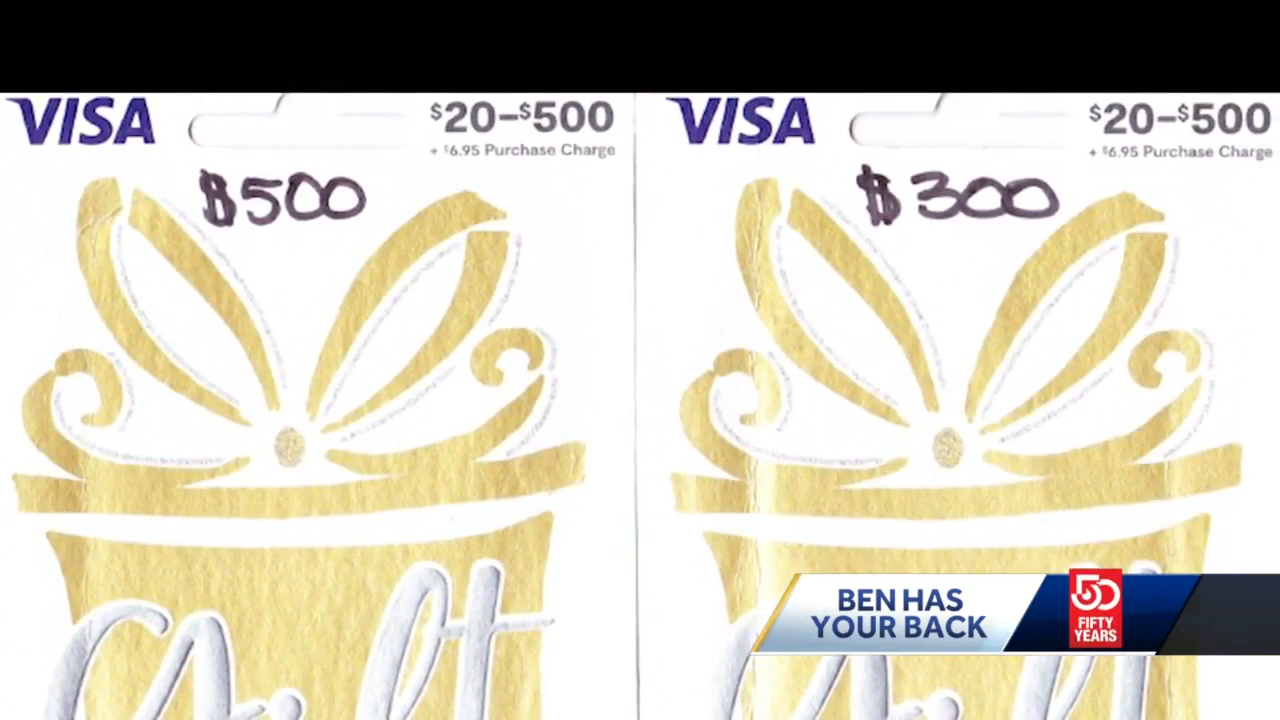 VISA
$20–$500
+ $6.95 Purchase Charge
$500
Gift
VISA
$20–$500
+ $6.95 Purchase Charge
$300
BEN HAS
YOUR BACK
50
FIFTY
YEARS